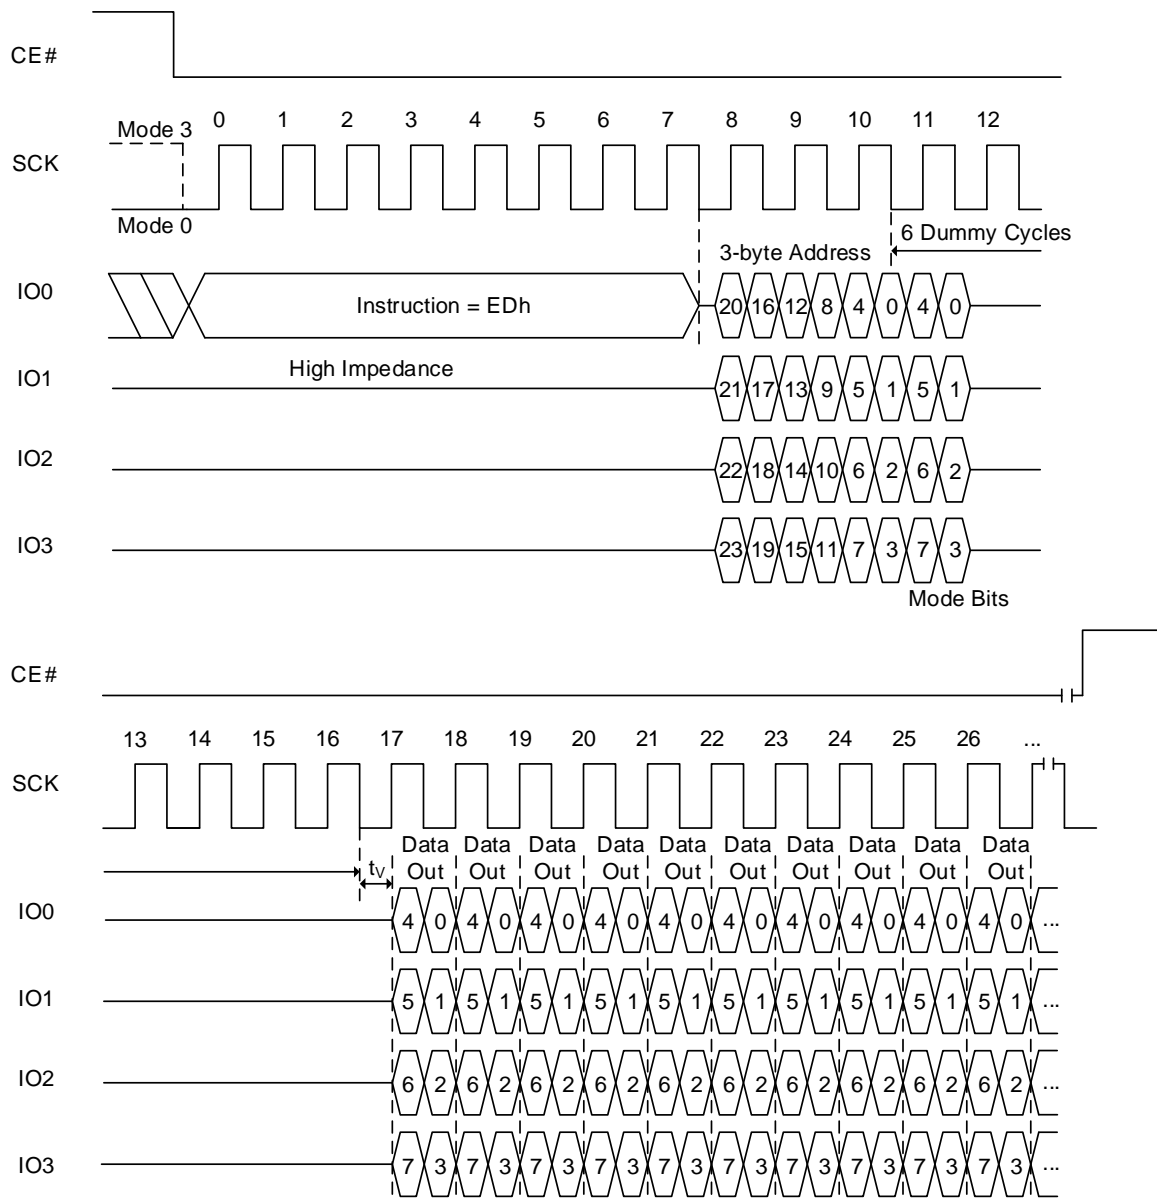 CE#
Mode 3 0 1 2 3 4 5 6 7 8 9 10 11 12
SCK
Mode 0
6 Dummy Cycles
3-byte Address
IO0 Instruction = EDh 20 16 12 8 4 0 4 0
High Impedance
IO1 21 17 13 9 5 1 5 1
IO2 22 18 14 10 6 2 6 2
IO3 23 19 15 11 7 3 7 3
Mode Bits
CE#
13 14 15 16 17 18 19 20 21 22 23 24 25 26 ...
SCK
Data Data Data Data Data Data Data Data Data Data
tV Out Out Out Out Out Out Out Out Out Out
IO0 4 0 4 0 4 0 4 0 4 0 4 0 4 0 4 0 4 0 4 0 ...
IO1 5 1 5 1 5 1 5 1 5 1 5 1 5 1 5 1 5 1 5 1 ...
IO2 6 2 6 2 6 2 6 2 6 2 6 2 6 2 6 2 6 2 6 2 ...
IO3 7 3 7 3 7 3 7 3 7 3 7 3 7 3 7 3 7 3 7 3 ...